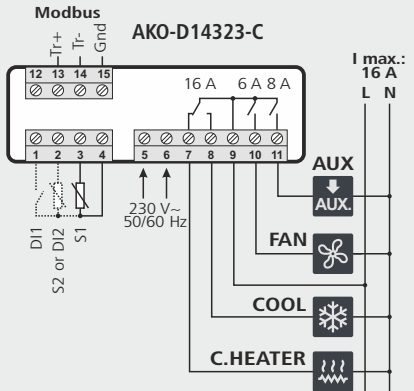 Modbus
AKO-D14323-C
Tr+
Tr-
Gnd
I max.:
16 A
L N
12 13 14 15
16 A 6 A 8 A
1 2 3 4 5 6 7 8 9 10 11
230 V~
50/60 Hz
DI1
S2 or DI2
S1
AUX
AUX.
FAN
COOL
C.HEATER